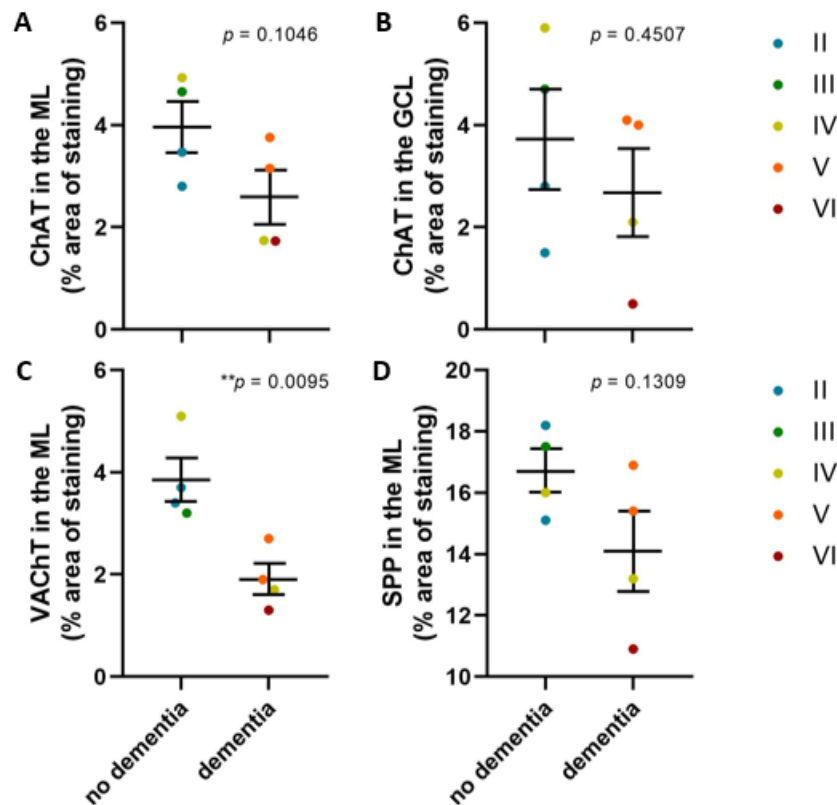 A
ChAT in the ML
(% area of staining)
6
4
2
0
p = 0.1046
B
ChAT in the GCL
(% area of staining)
6
4
2
0
p = 0.4507
II
III
IV
V
VI
C
VAChT in the ML
(% area of staining)
6
4
2
0
**p = 0.0095
no dementia
dementia
D
SPP in the ML
(% area of staining)
20
18
16
14
12
10
p = 0.1309
no dementia
dementia
II
III
IV
V
VI